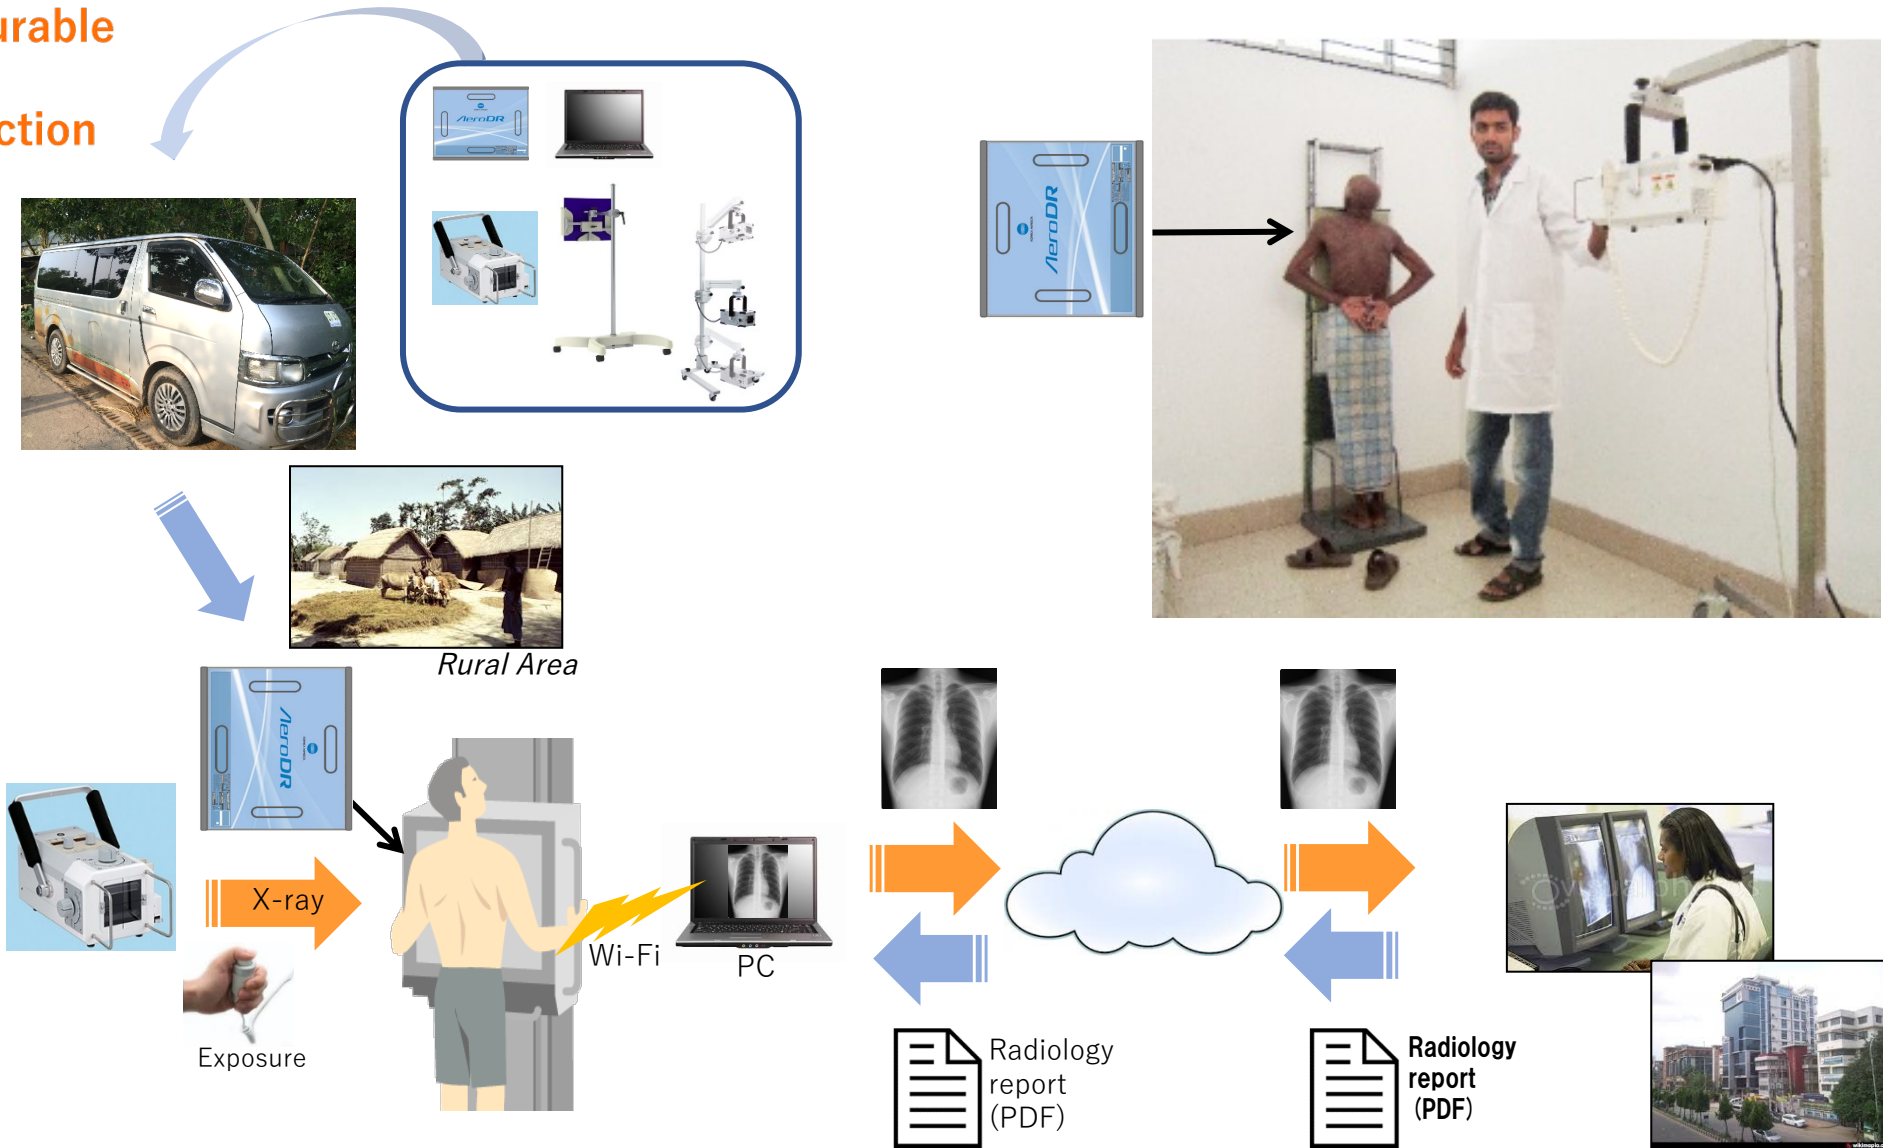 urable
ction
AeroDR
AeroDR
Rural Area
AeroDR
X-ray
Wi-Fi
PC
Exposure
Radiology
report
(PDF)
Radiology
report
(PDF)